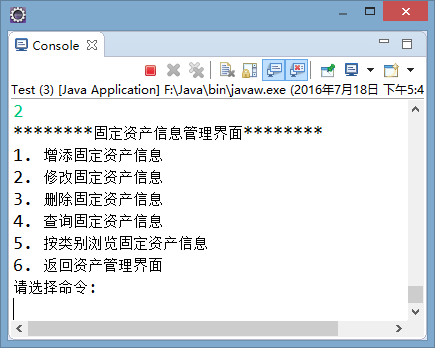 Console
Test (3) [Java Application] F:\Java\bin\javaw.exe (2016年7月18日 下午5:4
2
********固定资产信息管理界面********
1. 增添固定资产信息
2. 修改固定资产信息
3. 删除固定资产信息
4. 查询固定资产信息
5. 按类别浏览固定资产信息
6. 返回资产管理界面
请选择命令: